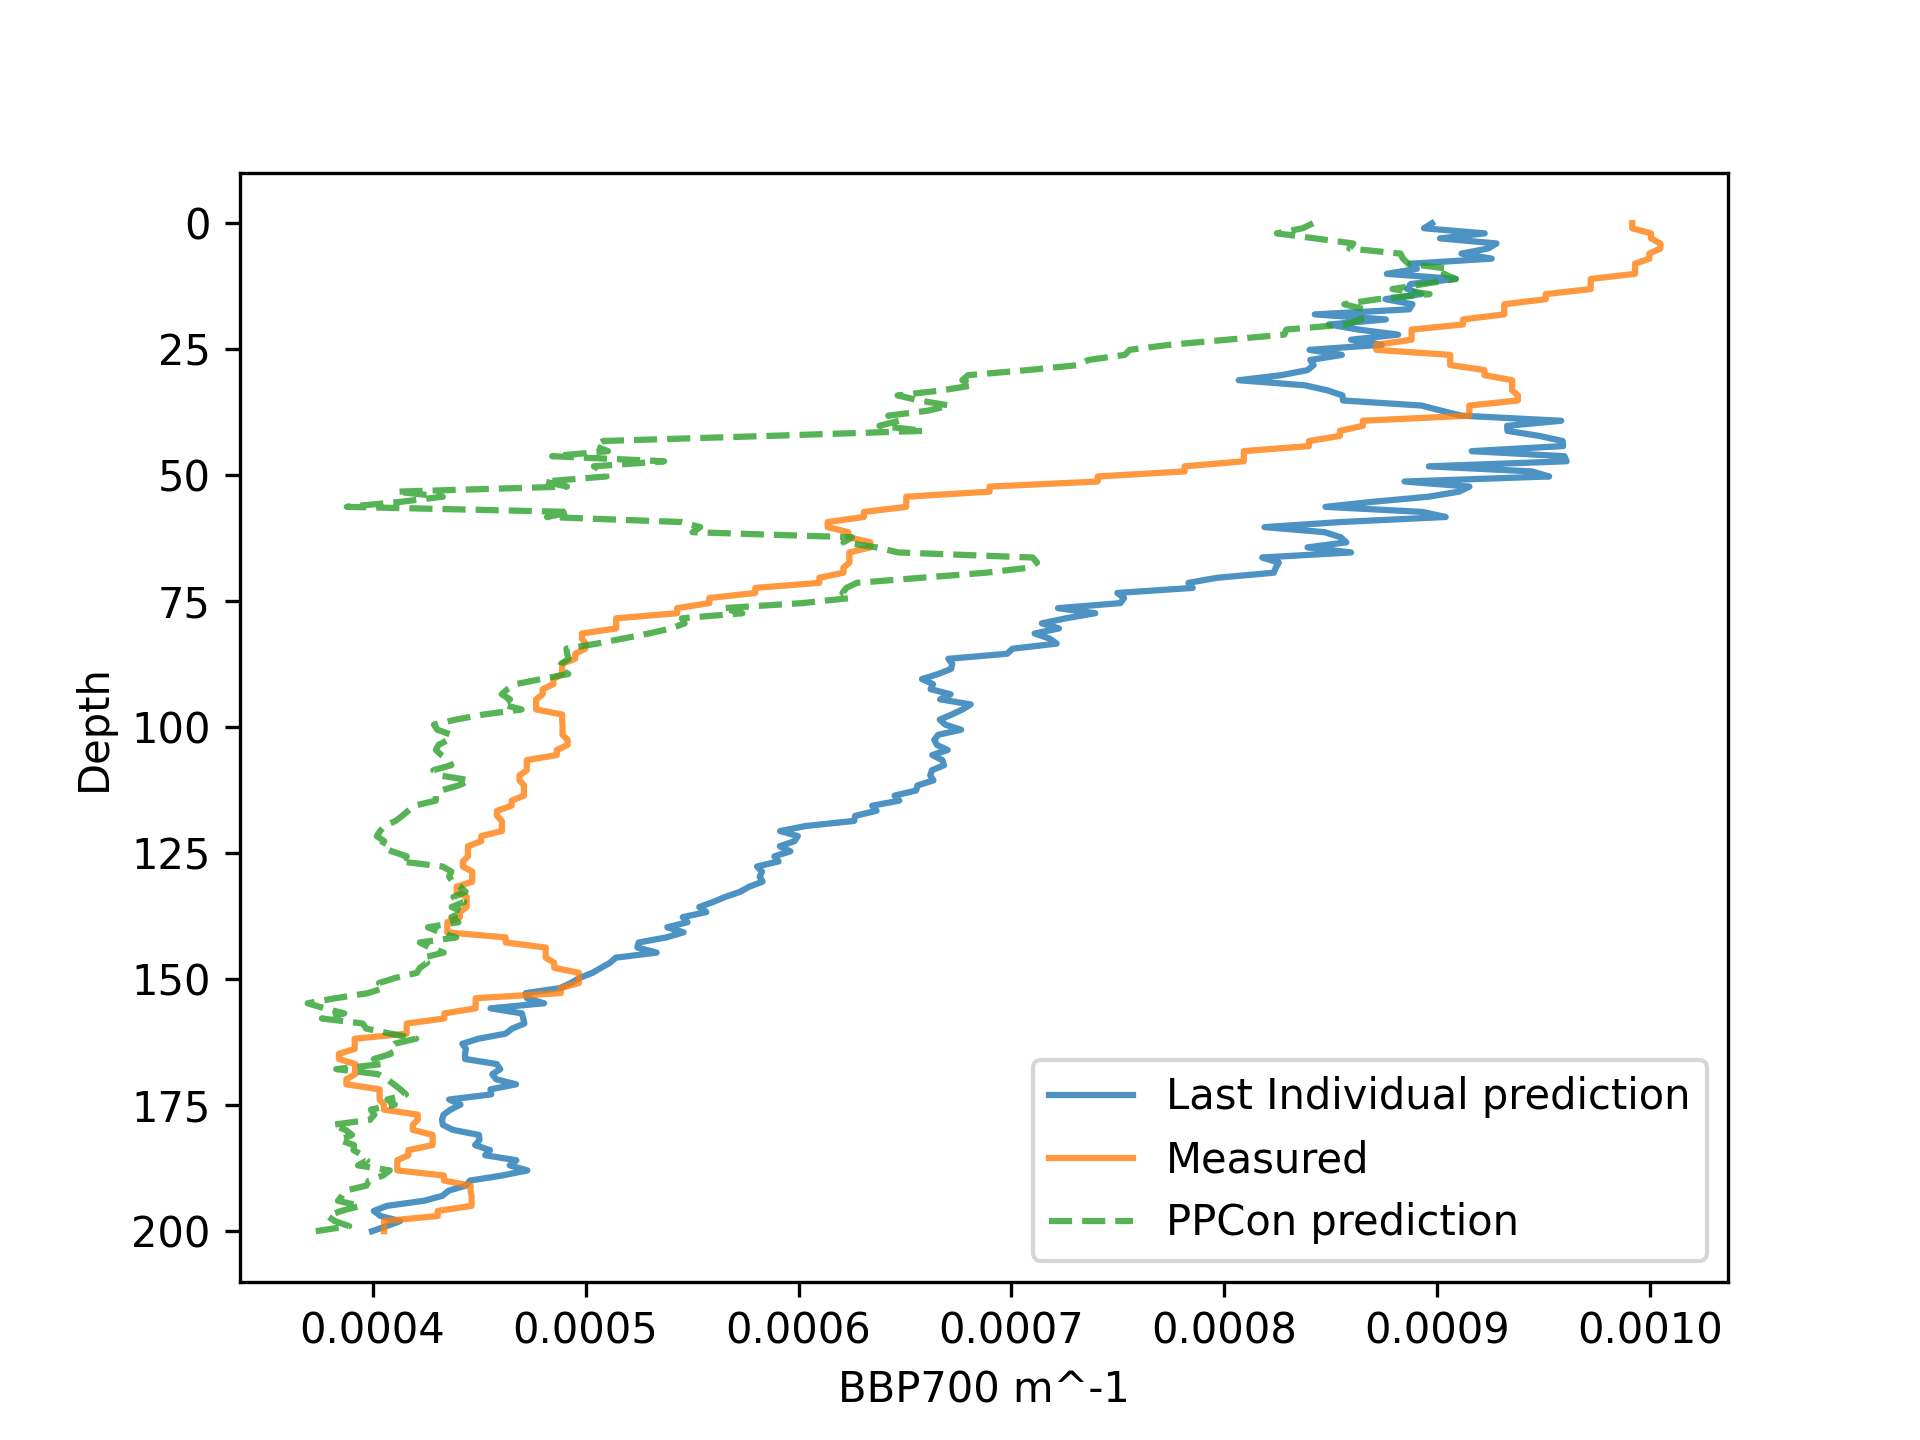 0
25
50
75
100
125
150
175
200
Depth
0.0004 0.0005 0.0006 0.0007 0.0008 0.0009 0.0010
BBP700 m^-1
Last Individual prediction
Measured
PPCon prediction